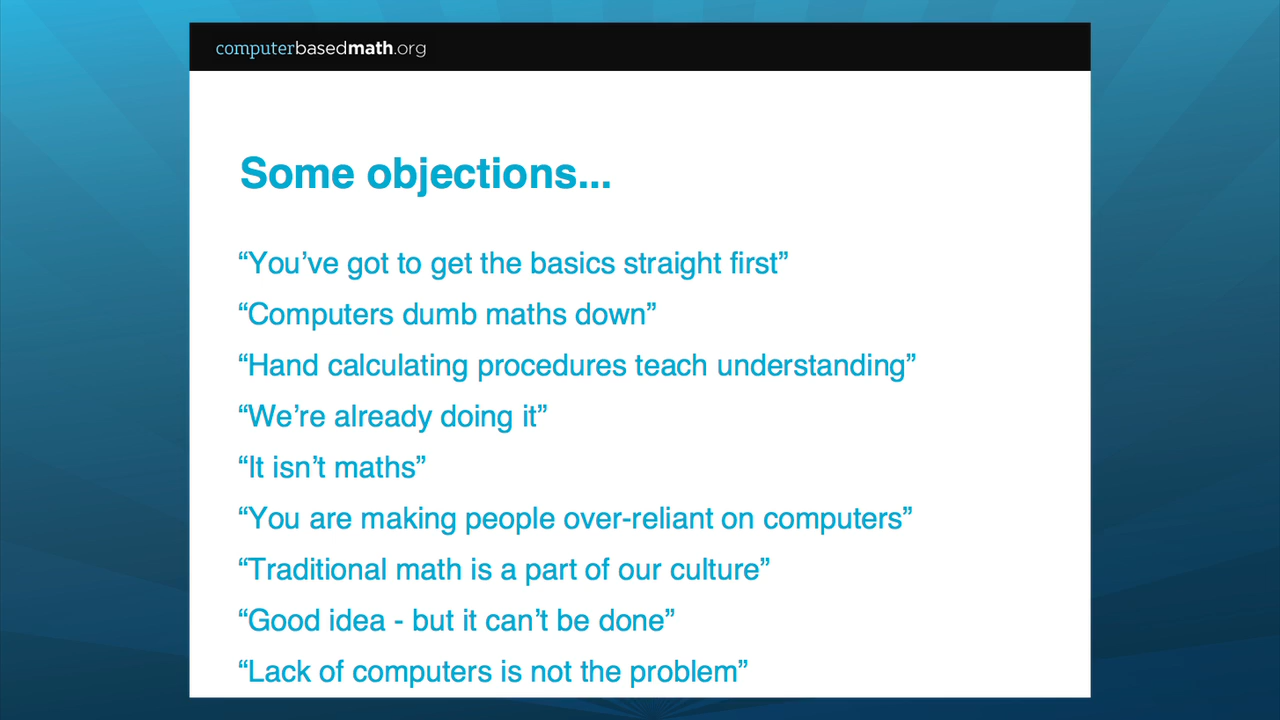 computerbasedmath.org
Some objections...
“You’ve got to get the basics straight first”
“Computers dumb maths down”
“Hand calculating procedures teach understanding”
“We’re already doing it”
“It isn’t maths”
“You are making people over-reliant on computers”
“Traditional math is a part of our culture”
“Good idea - but it can’t be done”
“Lack of computers is not the problem”